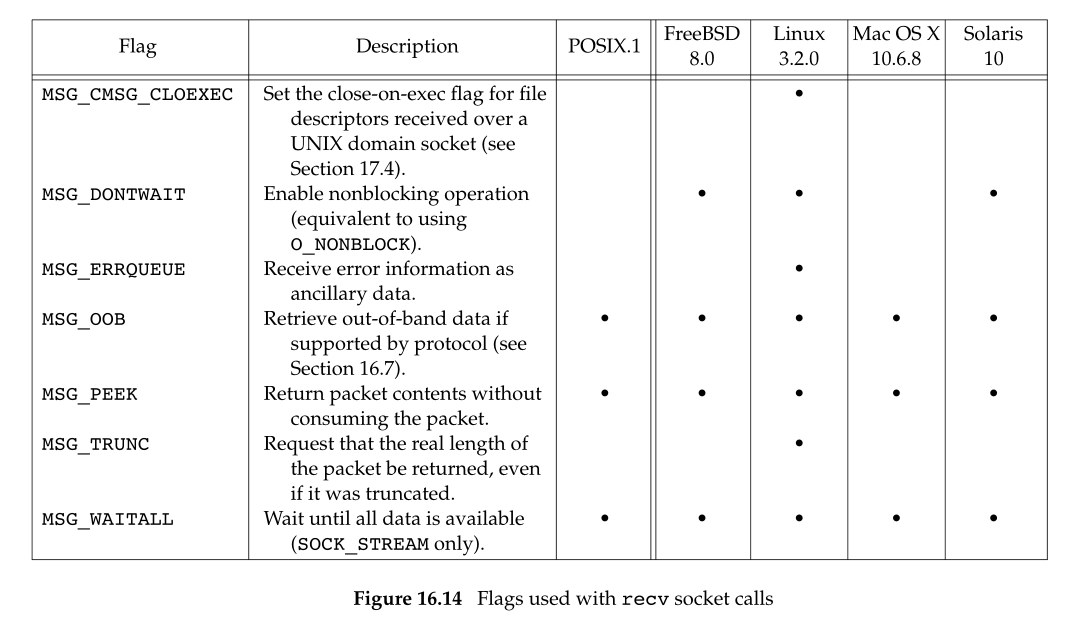 Flag Description POSIX.1 FreeBSD 8.0 Linux 3.2.0 Mac OS X 10.6.8 Solaris 10
MSG_CMSG_CLOEXEC Set the close-on-exec flag for file •
descriptors received over a
UNIX domain socket (see
Section 17.4).
MSG_DONTWAIT Enable nonblocking operation • • •
(equivalent to using
O_NONBLOCK).
MSG_ERRQUEUE Receive error information as •
ancillary data.
MSG_OOB Retrieve out-of-band data if • • • • •
supported by protocol (see
Section 16.7).
MSG_PEEK Return packet contents without • • • • •
consuming the packet.
MSG_TRUNC Request that the real length of •
the packet be returned, even
if it was truncated.
MSG_WAITALL Wait until all data is available • • • • •
(SOCK_STREAM only).
Figure 16.14 Flags used with recv socket calls